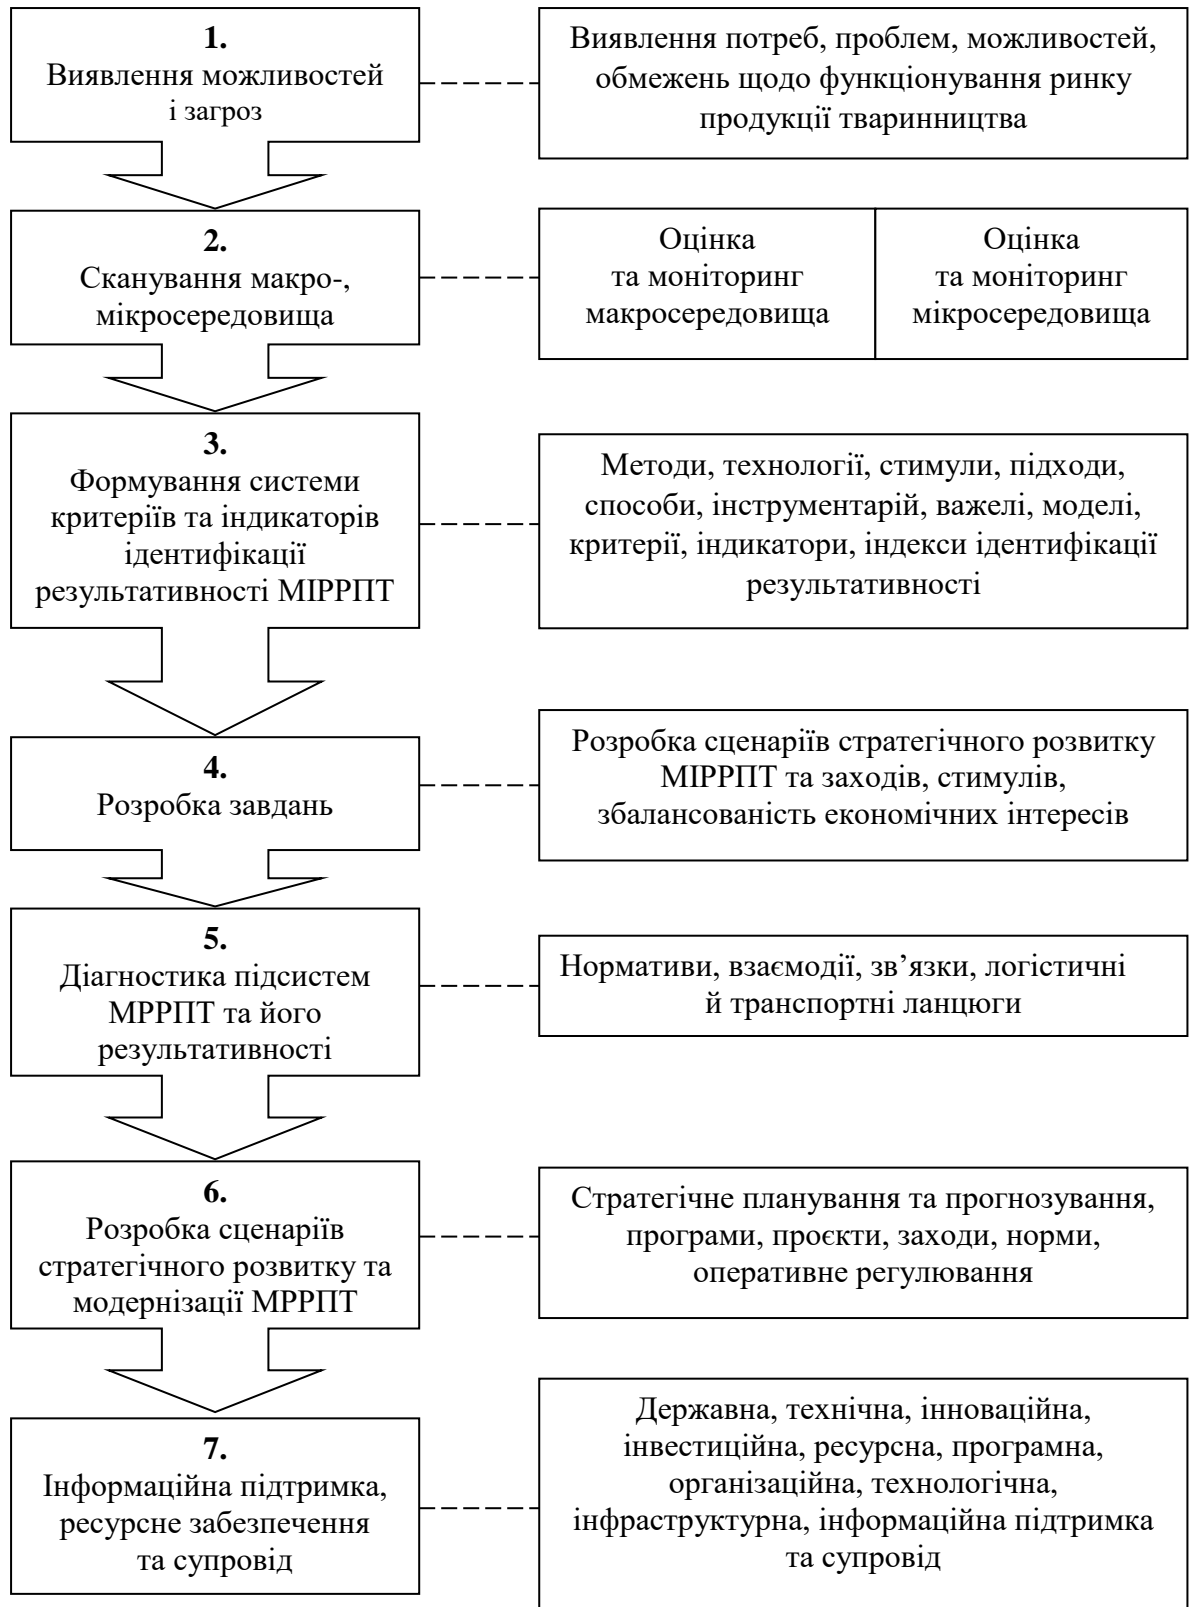 1.
Виявлення можливостей
і загроз
Виявлення потреб, проблем, можливостей,
обмежень щодо функціонування ринку
продукції тваринництва
2.
Сканування макро-,
мікросередовища
Оцінка
та моніторинг
макросередовища
Оцінка
та моніторинг
мікросередовища
3.
Формування системи
критеріїв та індикаторів
ідентифікації
результативності МІРРПТ
Методи, технології, стимули, підходи,
способи, інструментарій, важелі, моделі,
критерії, індикатори, індекси ідентифікації
результативності
4.
Розробка завдань
Розробка сценаріїв стратегічного розвитку
МІРРПТ та заходів, стимулів,
збалансованість економічних інтересів
5.
Діагностика підсистем
МРРПТ та його
результативності
Нормативи, взаємодії, зв’язки, логістичні
й транспортні ланцюги
6.
Розробка сценаріїв
стратегічного розвитку та
модернізації МРРПТ
Стратегічне планування та прогнозування,
програми, проєкти, заходи, норми,
оперативне регулювання
7.
Інформаційна підтримка,
ресурсне забезпечення
та супровід
Державна, технічна, інноваційна,
інвестиційна, ресурсна, програмна,
організаційна, технологічна,
інфраструктурна, інформаційна підтримка
та супровід